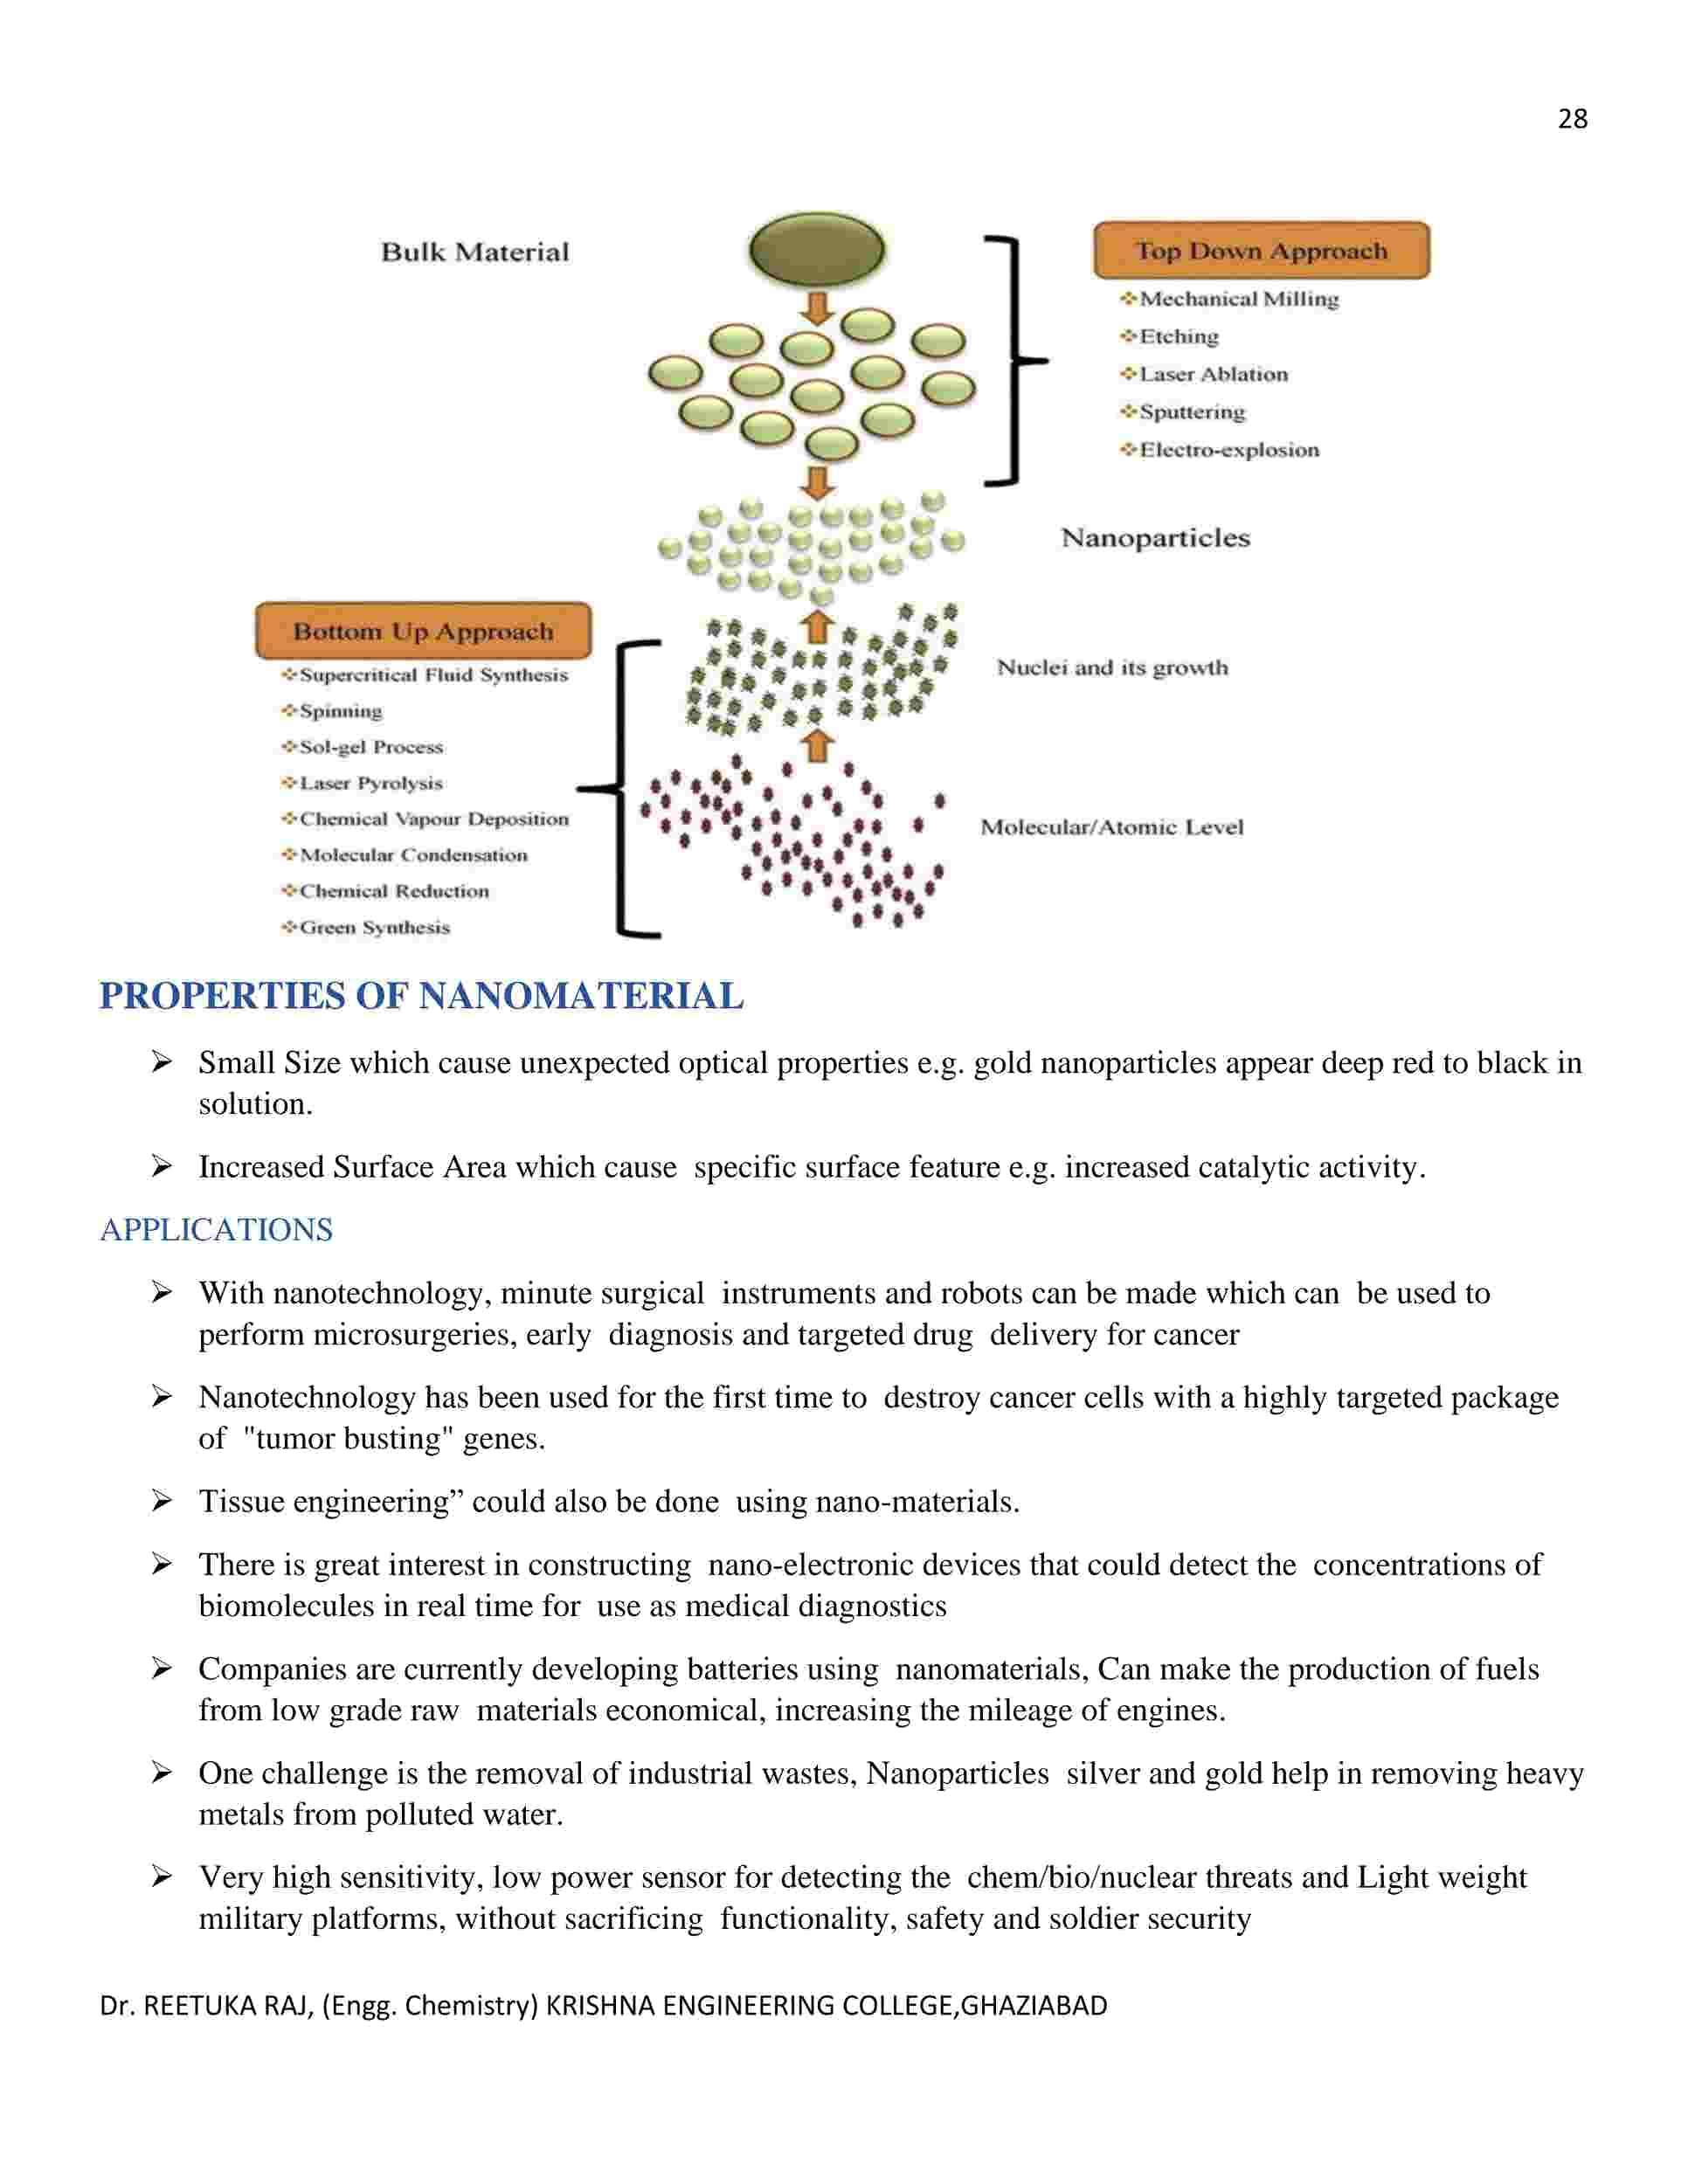 28
Bulk Material
Top Down Approach
❖Mechanical Milling
❖Etching
❖Laser Ablation
❖Sputtering
❖Electro-explosion
Nanoparticles
Bottom Up Approach
❖Supercritical Fluid Synthesis
❖Spinning
❖Sol-gel Process
❖Laser Pyrolysis
❖Chemical Vapour Deposition
❖Molecular Condensation
❖Chemical Reduction
❖Green Synthesis
Nuclei and its growth
Molecular/Atomic Level
PROPERTIES OF NANOMATERIAL
➢ Small Size which cause unexpected optical properties e.g. gold nanoparticles appear deep red to black in
solution.
➢ Increased Surface Area which cause specific surface feature e.g. increased catalytic activity.
APPLICATIONS
➢ With nanotechnology, minute surgical instruments and robots can be made which can be used to
perform microsurgeries, early diagnosis and targeted drug delivery for cancer
➢ Nanotechnology has been used for the first time to destroy cancer cells with a highly targeted package
of "tumor busting" genes.
➢ Tissue engineering” could also be done using nano-materials.
➢ There is great interest in constructing nano-electronic devices that could detect the concentrations of
biomolecules in real time for use as medical diagnostics
➢ Companies are currently developing batteries using nanomaterials, Can make the production of fuels
from low grade raw materials economical, increasing the mileage of engines.
➢ One challenge is the removal of industrial wastes, Nanoparticles silver and gold help in removing heavy
metals from polluted water.
➢ Very high sensitivity, low power sensor for detecting the chem/bio/nuclear threats and Light weight
military platforms, without sacrificing functionality, safety and soldier security
Dr. REETUKA RAJ, (Engg. Chemistry) KRISHNA ENGINEERING COLLEGE,GHAZIABAD